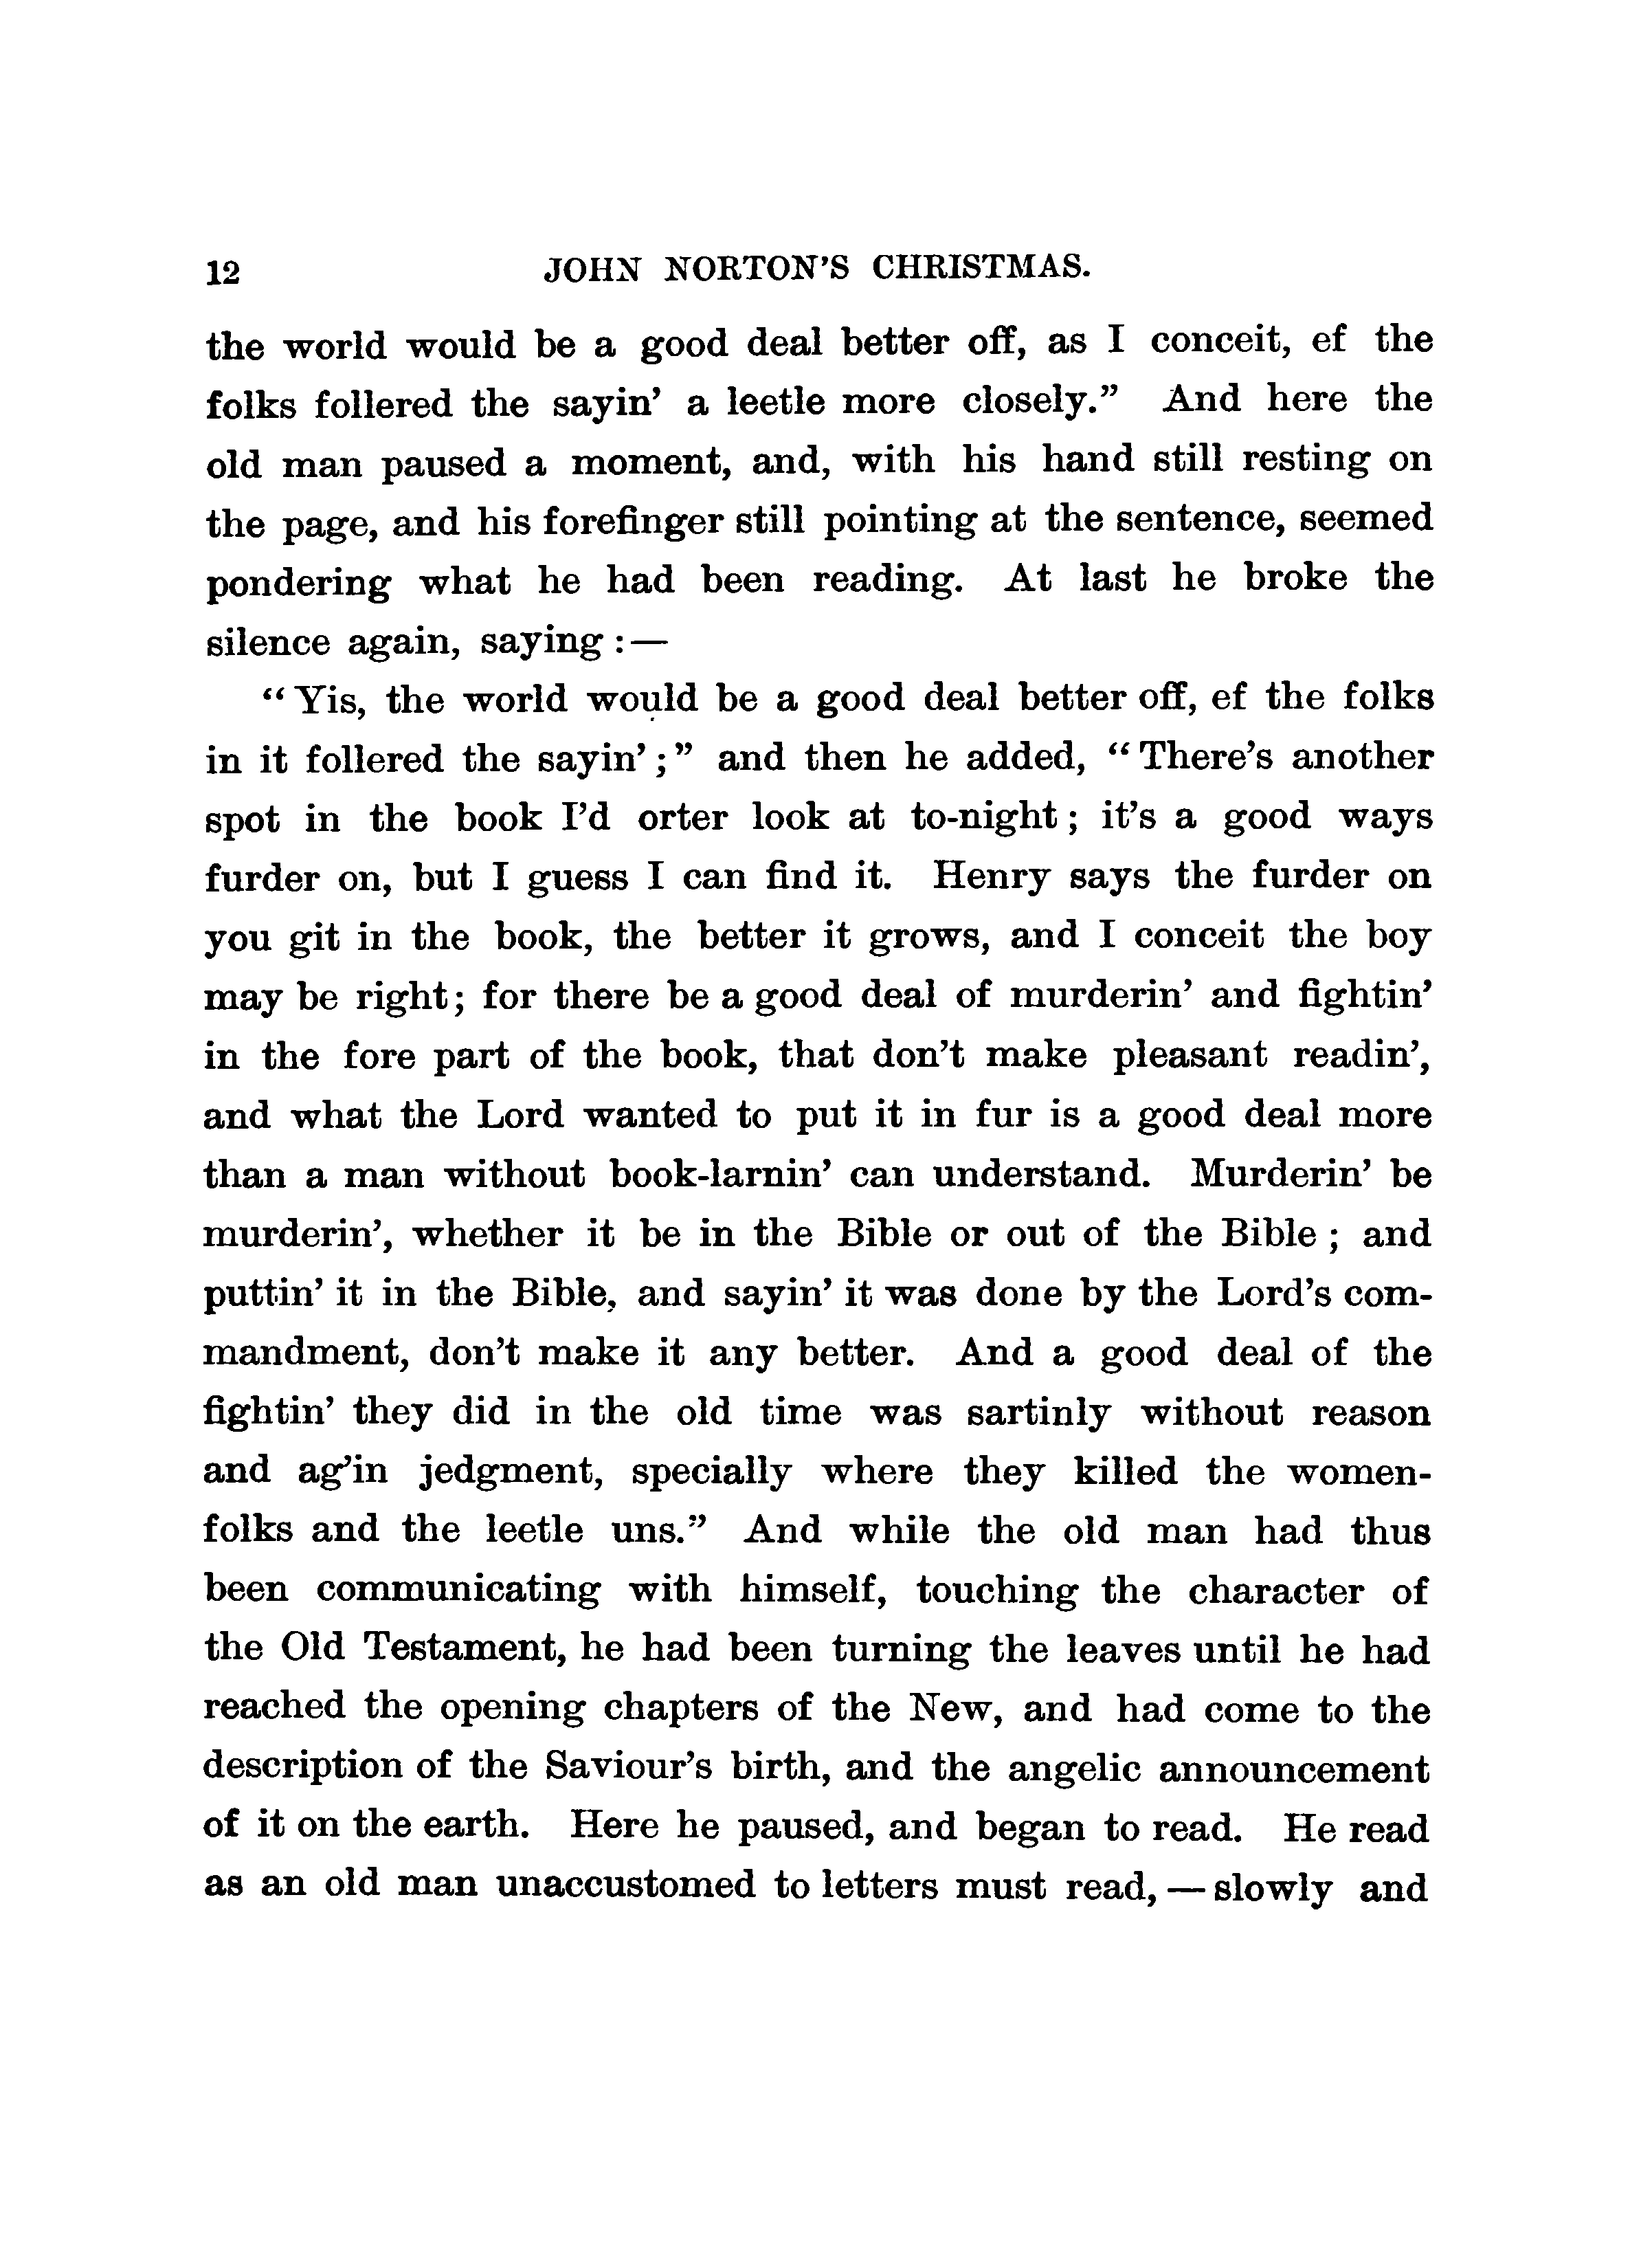 12 JOHN NORTON'S CHRISTMAS.
the world would be a good deal better off, as I conceit, ef the
folks follered the sayin’ a leetle more closely.” And here the
old man paused a moment, and, with his hand still resting on
the page, and his forefinger still pointing at the sentence, seemed
pondering what he had been reading. At last he broke the
silence again, saying : —
“ Yis, the world would be a good deal better off, ef the folks
in it follered the sayin’ ; ” and then he added, “ There’s another
spot in the book I’d orter look at to-night ; it’s a good ways
furder on, but I guess I can find it. Henry says the furder on
you git in the book, the better it grows, and I conceit the boy
may be right; for there be a good deal of murderin’ and fightin’
in the fore part of the book, that don’t make pleasant readin’,
and what the Lord wanted to put it in fur is a good deal more
than a man without book-larnin’ can understand. Murderin’ be
murderin’, whether it be in the Bible or out of the Bible ; and
puttin’ it in the Bible, and sayin’ it was done by the Lord’s com-
mandment, don’t make it any better. And a good deal of the
fightin’ they did in the old time was sartinly without reason
and ag’in jedgment, specially where they killed the women-
folks and the leetle uns.” And while the old man had thus
been communicating with himself, touching the character of
the Old Testament, he had been turning the leaves until he had
reached the opening chapters of the New, and had come to the
description of the Saviour’s birth, and the angelic announcement
of it on the earth. Here he paused, and began to read. He read
as an old man unaccustomed to letters must read, — slowly and